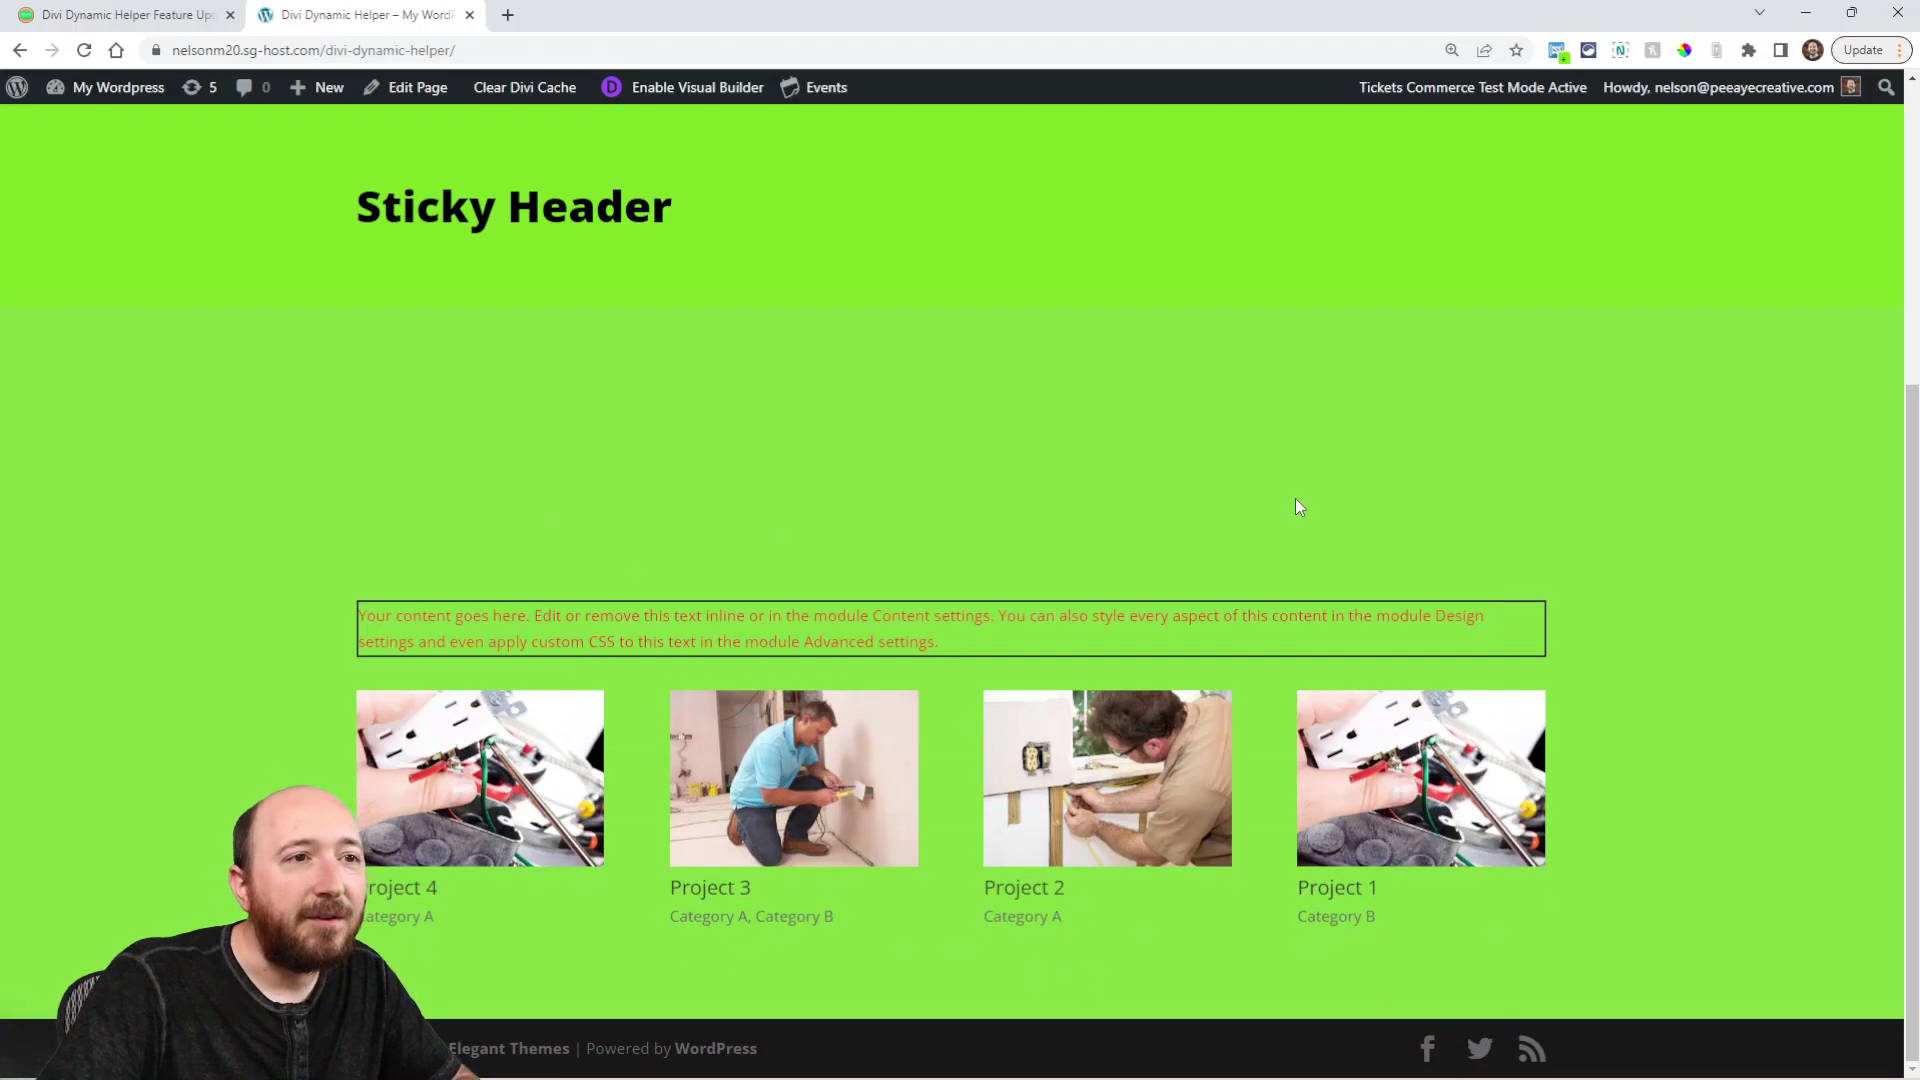 Divi Dynamic Helper Feature Upd
Divi Dynamic Helper – My WordP
nelsonm20.sg-host.com/divi-dynamic-helper/
Update
My Wordpress
5
0
New
Edit Page
Clear Divi Cache
D
Enable Visual Builder
Events
Tickets Commerce Test Mode Active
Howdy, nelson@peeayecreative.com
Sticky Header
Your content goes here. Edit or remove this text inline or in the module Content settings. You can also style every aspect of this content in the module Design
settings and even apply custom CSS to this text in the module Advanced settings.
roject 4
ategory A
Project 3
Category A, Category B
Project 2
Category A
Project 1
Category B
Elegant Themes | Powered by WordPress